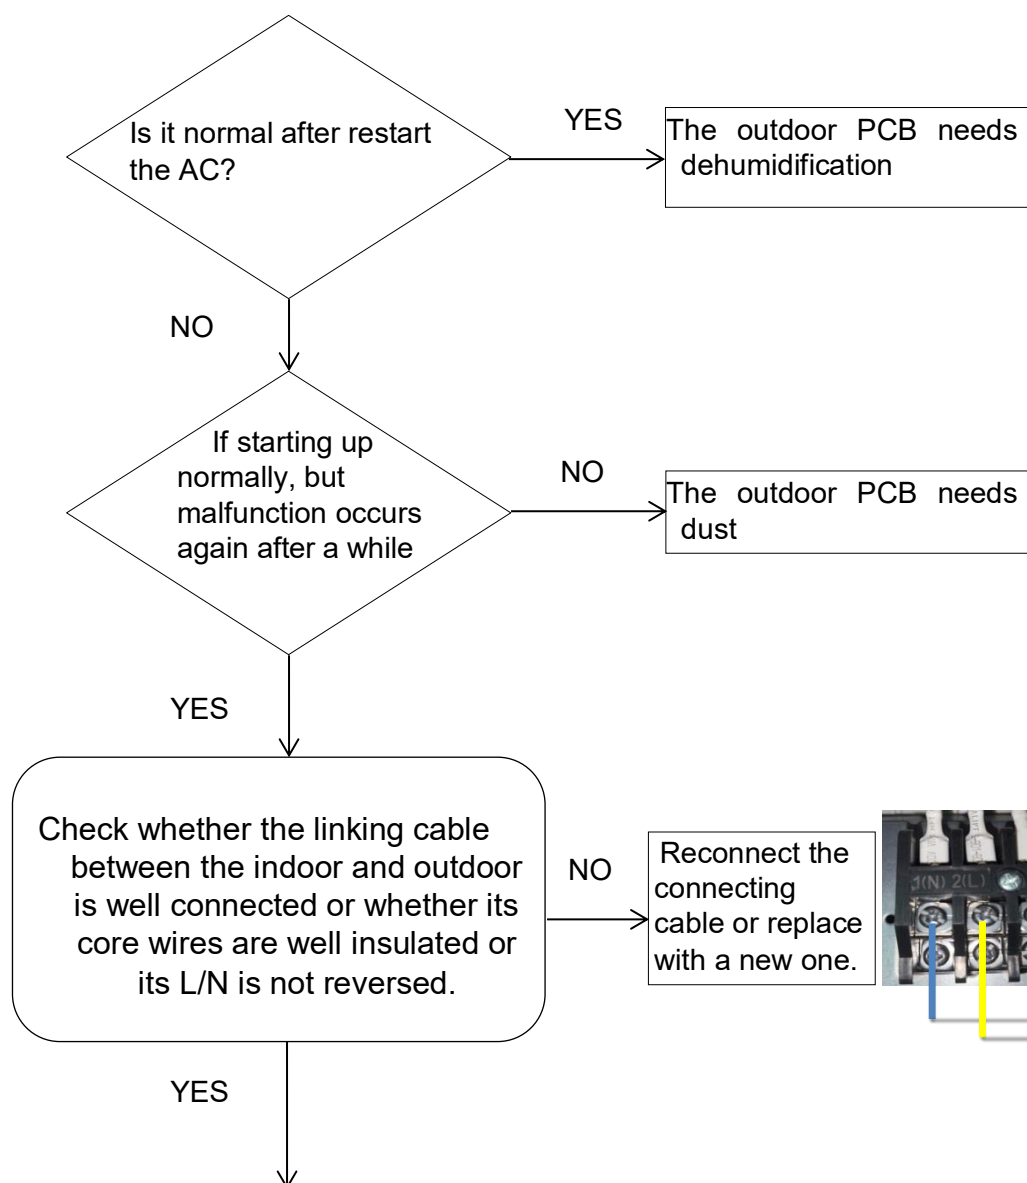 Is it normal after restart
the AC?
YES
The outdoor PCB needs
dehumidification
NO
If starting up
normally, but
malfunction occurs
again after a while
NO
The outdoor PCB needs
dust
YES
Check whether the linking cable
between the indoor and outdoor
is well connected or whether its
core wires are well insulated or
its L/N is not reversed.
NO
Reconnect the
connecting
cable or replace
with a new one.
1(N) 2(L)
YES